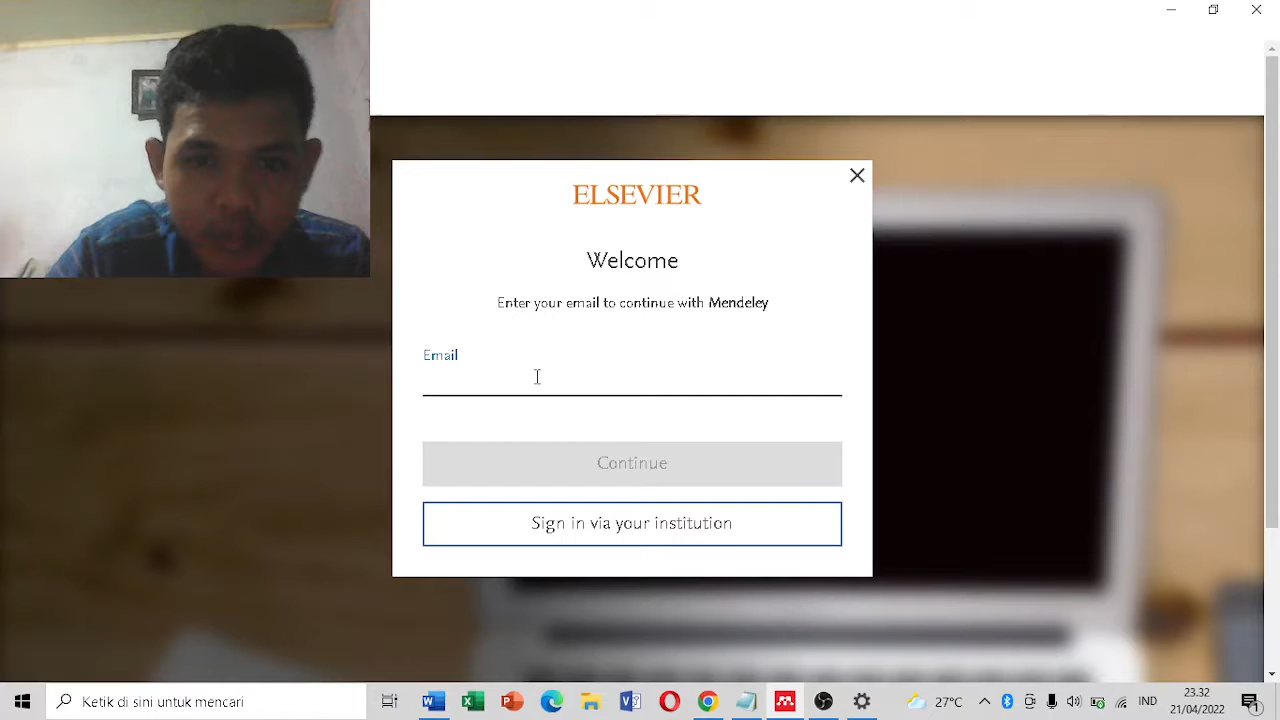 ELSEVIER
Welcome
Enter your email to continue with Mendeley
Email
Continue
Sign in via your institution
Ketik di sini untuk mencari
27°C
IND
23.32
21/04/2022
1